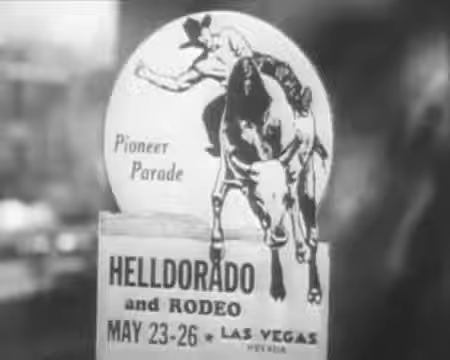 Pioneer
Parade
HELLDORADO
and RODEO
MAY 23-26 * LAS VEGAS
NEVADA